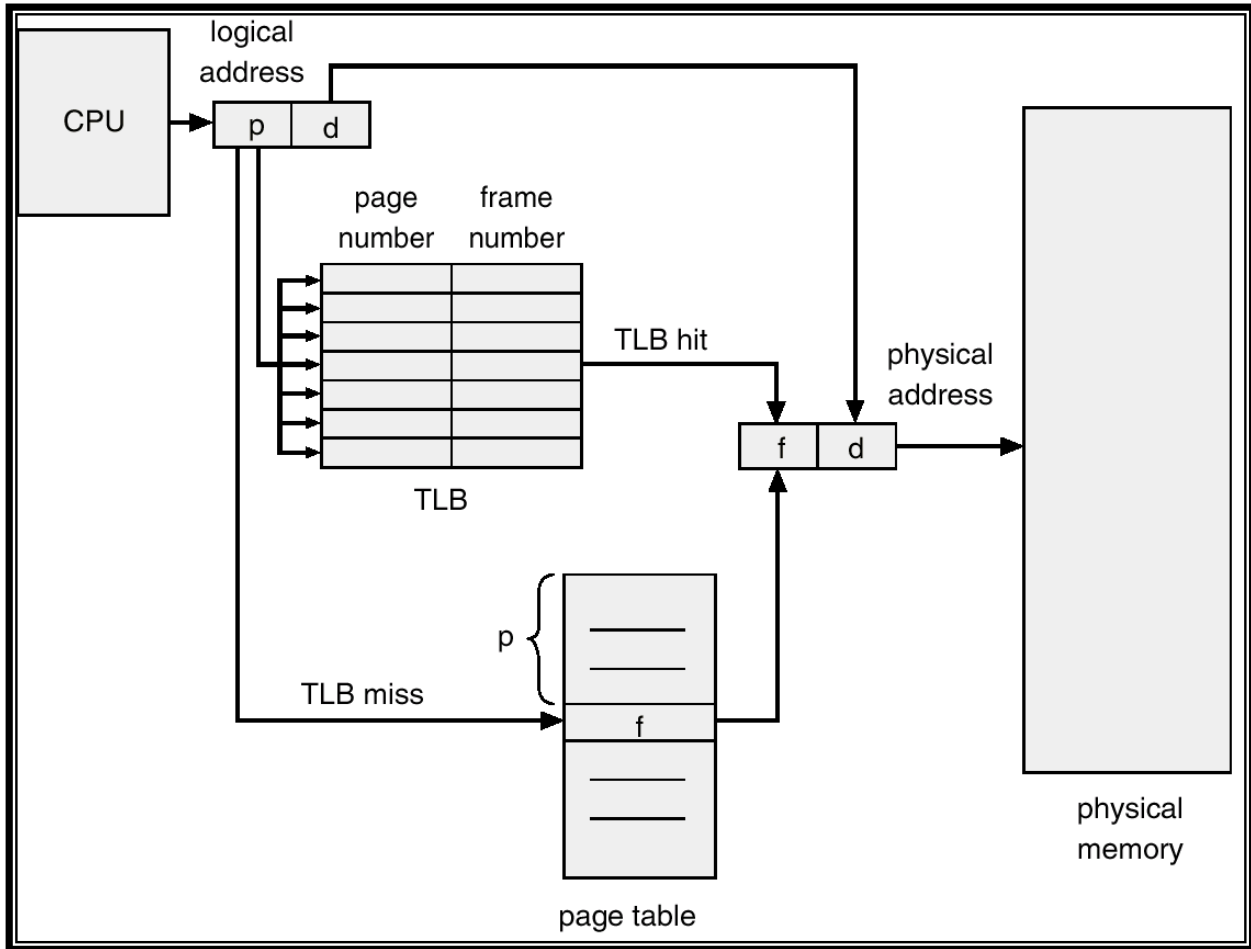 logical
address
CPU
p
d
page
number
frame
number
TLB hit
physical
address
f
d
TLB
p
TLB miss
f
physical
memory
page table